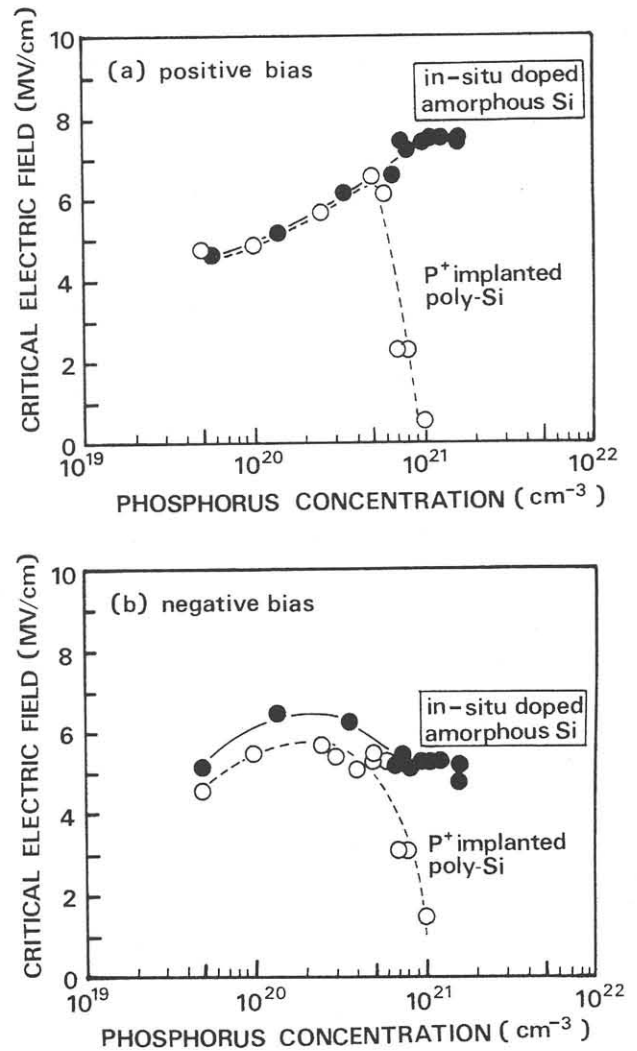 CRITICAL ELECTRIC FIELD (MV/cm)
10
8
6
4
2
0
(a) positive bias
in-situ doped
amorphous Si
P⁺ implanted
poly-Si
10¹⁹
10²⁰
10²¹
10²²
PHOSPHORUS CONCENTRATION (cm⁻³)
CRITICAL ELECTRIC FIELD (MV/cm)
10
8
6
4
2
0
(b) negative bias
in-situ doped
amorphous Si
P⁺ implanted
poly-Si
10¹⁹
10²⁰
10²¹
10²²
PHOSPHORUS CONCENTRATION (cm⁻³)